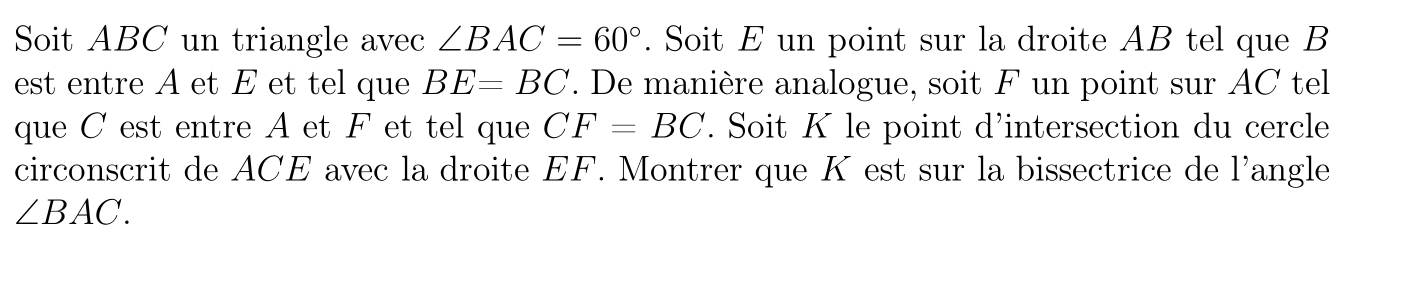 Soit ABC un triangle avec ∠BAC = 60°. Soit E un point sur la droite AB tel que B
est entre A et E et tel que BE= BC. De manière analogue, soit F un point sur AC tel
que C est entre A et F et tel que CF = BC. Soit K le point d'intersection du cercle
circonscrit de ACE avec la droite EF. Montrer que K est sur la bissectrice de l'angle
∠BAC.